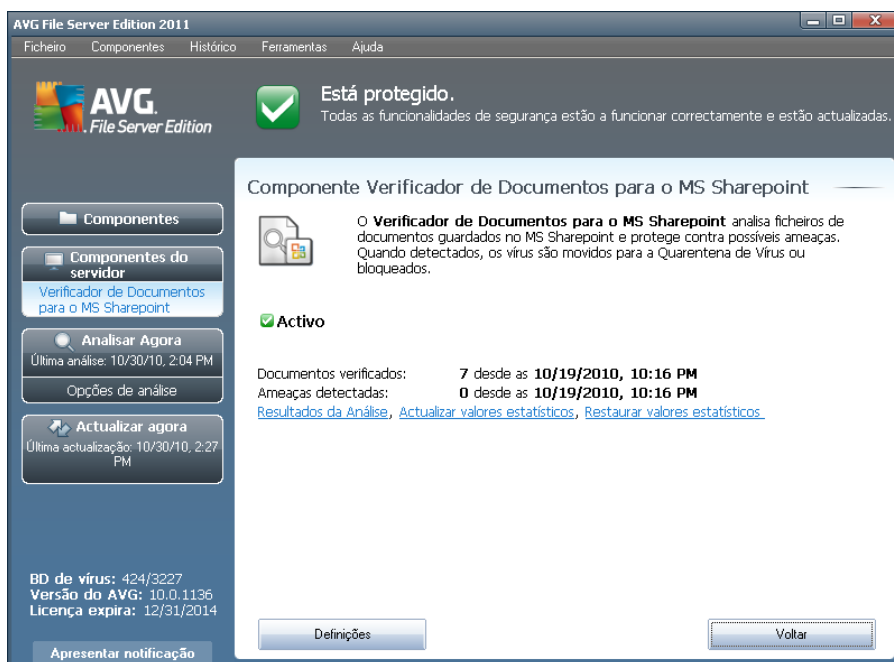 AVG File Server Edition 2011
Ficheiro Componentes Histórico Ferramentas Ajuda
AVG.
File Server Edition
Está protegido.
Todas as funcionalidades de segurança estão a funcionar correctamente e estão actualizadas.
Componentes
Componentes do
servidor
Verificador de Documentos
para o MS Sharepoint
Analisar Agora
Última análise: 10/30/10, 2:04 PM
Opções de análise
Actualizar agora
Última actualização: 10/30/10, 2:27
PM
BD de vírus: 424/3227
Versão do AVG: 10.0.1136
Licença expira: 12/31/2014
Apresentar notificação
Componente Verificador de Documentos para o MS Sharepoint
O Verificador de Documentos para o MS Sharepoint analisa ficheiros de
documentos guardados no MS Sharepoint e protege contra possíveis ameaças.
Quando detectados, os vírus são movidos para a Quarentena de Vírus ou
bloqueados.
Activo
Documentos verificados: 7 desde as 10/19/2010, 10:16 PM
Ameaças detectadas: 0 desde as 10/19/2010, 10:16 PM
Resultados da Análise, Actualizar valores estatísticos, Restaurar valores estatísticos
Definições
Voltar